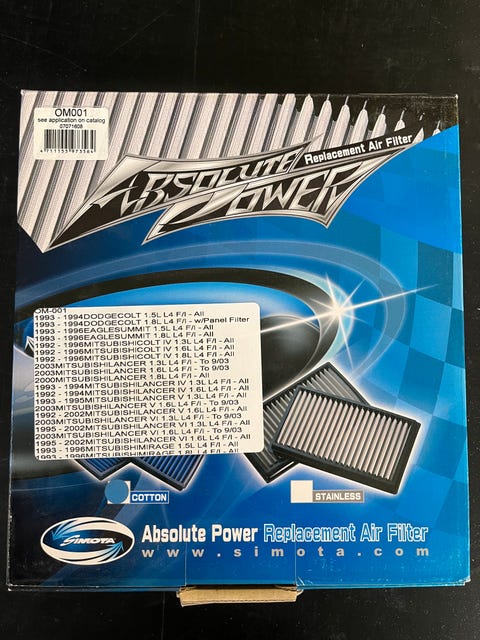 OM001
see application on catalog
07071608
4711153973564
ABSOLUTE
POWER
Replacement Air Filter
OM-001
1993 - 1994DODGECOLT 1.5L L4 F/I - All
1993 - 1994DODGECOLT 1.8L L4 F/I - w/Panel Filter
1993 - 1996EAGLESUMMIT 1.5L L4 F/I - All
1993 - 1996EAGLESUMMIT 1.8L L4 F/I - All
1992 - 1996MITSUBISHICOLT IV 1.3L L4 F/I - All
1992 - 1996MITSUBISHICOLT IV 1.6L L4 F/I - All
1992 - 1996MITSUBISHICOLT IV 1.8L L4 F/I - All
2003MITSUBISHILANCER 1.3L L4 F/I - To 9/03
2003MITSUBISHILANCER 1.6L L4 F/I - To 9/03
2000MITSUBISHILANCER 1.8L L4 F/I - All
1993 - 1994MITSUBISHILANCER IV 1.3L L4 F/I - All
1992 - 1994MITSUBISHILANCER IV 1.6L L4 F/I - All
1993 - 1995MITSUBISHILANCER V 1.3L L4 F/I - All
2003MITSUBISHILANCER V 1.6L L4 F/I - To 9/03
1992 - 2002MITSUBISHILANCER V 1.6L L4 F/I - All
2003MITSUBISHILANCER VI 1.3L L4 F/I - To 9/03
1995 - 2002MITSUBISHILANCER VI 1.3L L4 F/I - All
2003MITSUBISHILANCER VI 1.6L L4 F/I - To 9/03
1995 - 2002MITSUBISHILANCER VI 1.6L L4 F/I - All
1993 - 1996MITSUBISHIMIRAGE 1.5L L4 F/I - All
1993 - 1996MITSUBISHIMIRAGE 1.8L L4 F/I - All
COTTON
STAINLESS
SIMOTA
Absolute Power Replacement Air Filter
www.simota.com